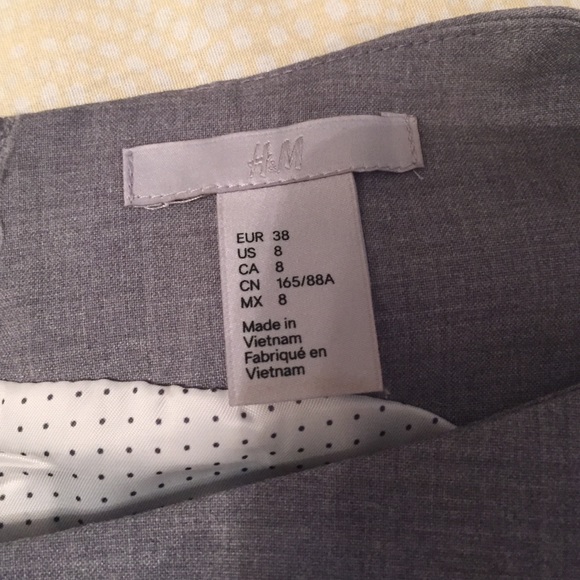 H&M
EUR 38
US 8
CA 8
CN 165/88A
MX 8
Made in
Vietnam
Fabriqué en
Vietnam